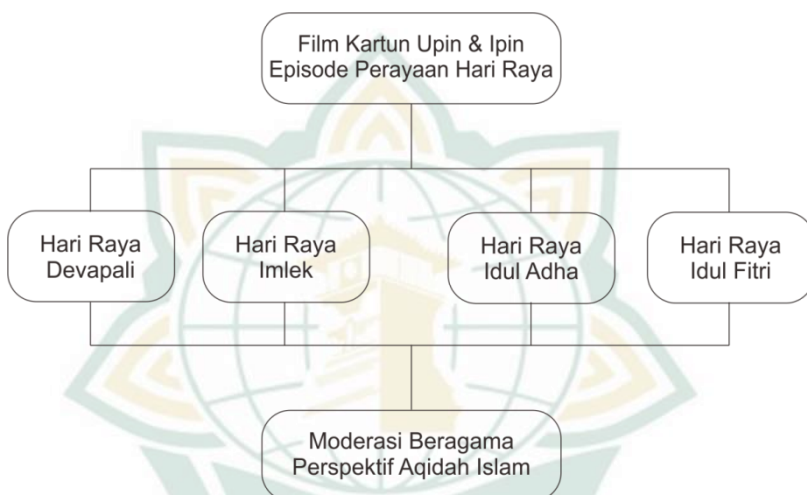 Film Kartun Upin & Ipin
Episode Perayaan Hari Raya
Hari Raya
Devapali
Hari Raya
Imlek
Hari Raya
Idul Adha
Hari Raya
Idul Fitri
Moderasi Beragama
Perspektif Aqidah Islam